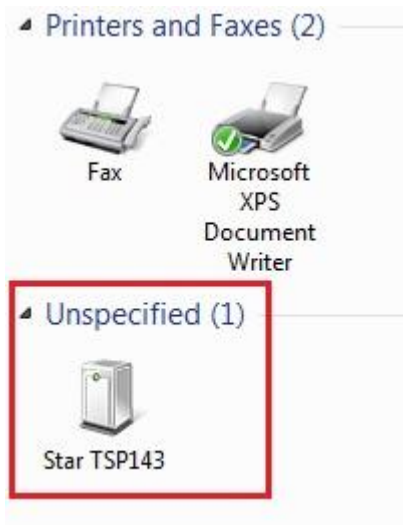 Printers and Faxes (2)
Fax
Microsoft
XPS
Document
Writer
Unspecified (1)
Star TSP143